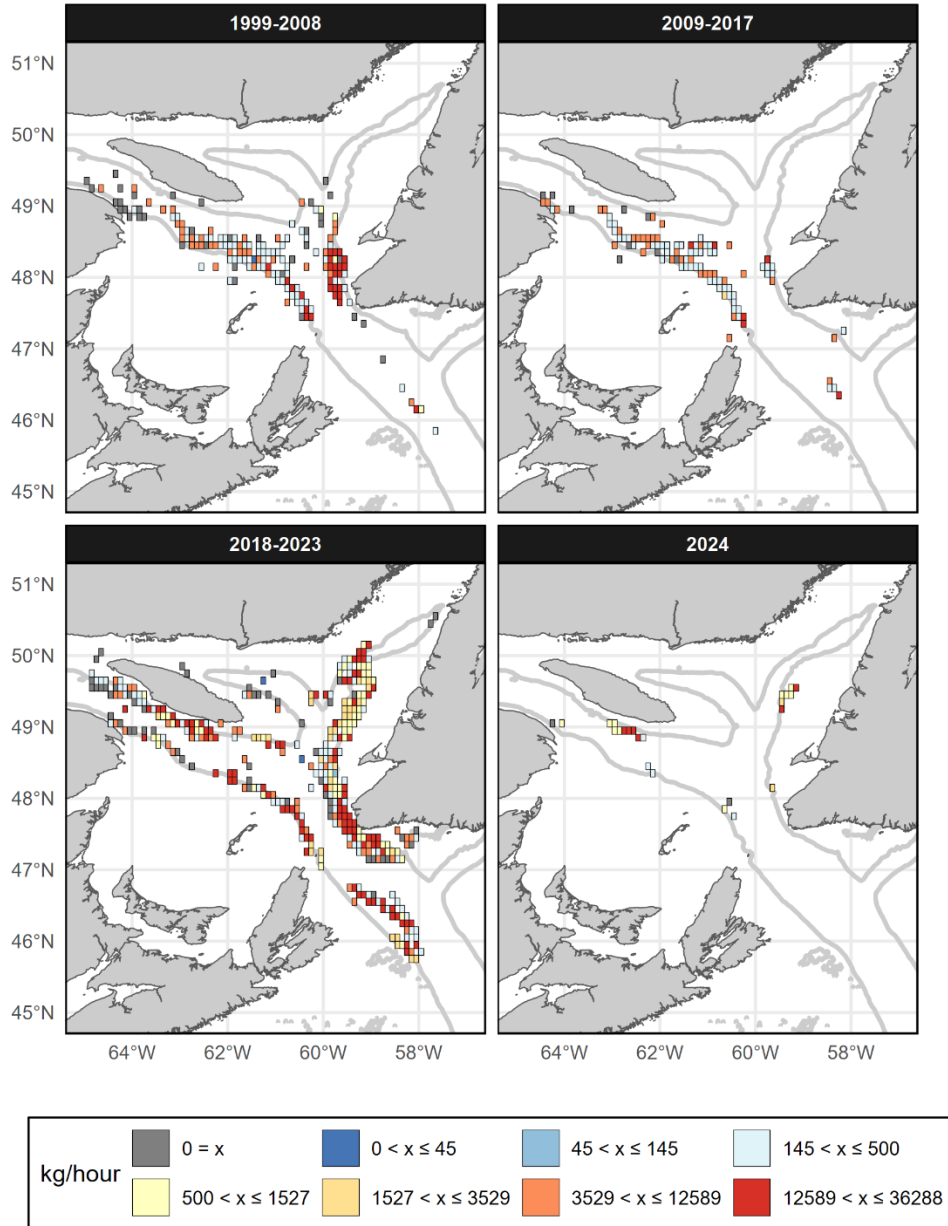 1999-2008
2009-2017
51°N
50°N
49°N
48°N
47°N
46°N
45°N
2018-2023
2024
51°N
50°N
49°N
48°N
47°N
46°N
45°N
64°W 62°W 60°W 58°W
64°W 62°W 60°W 58°W
kg/hour
0 = x
0 < x ≤ 45
45 < x ≤ 145
145 < x ≤ 500
500 < x ≤ 1527
1527 < x ≤ 3529
3529 < x ≤ 12589
12589 < x ≤ 36288